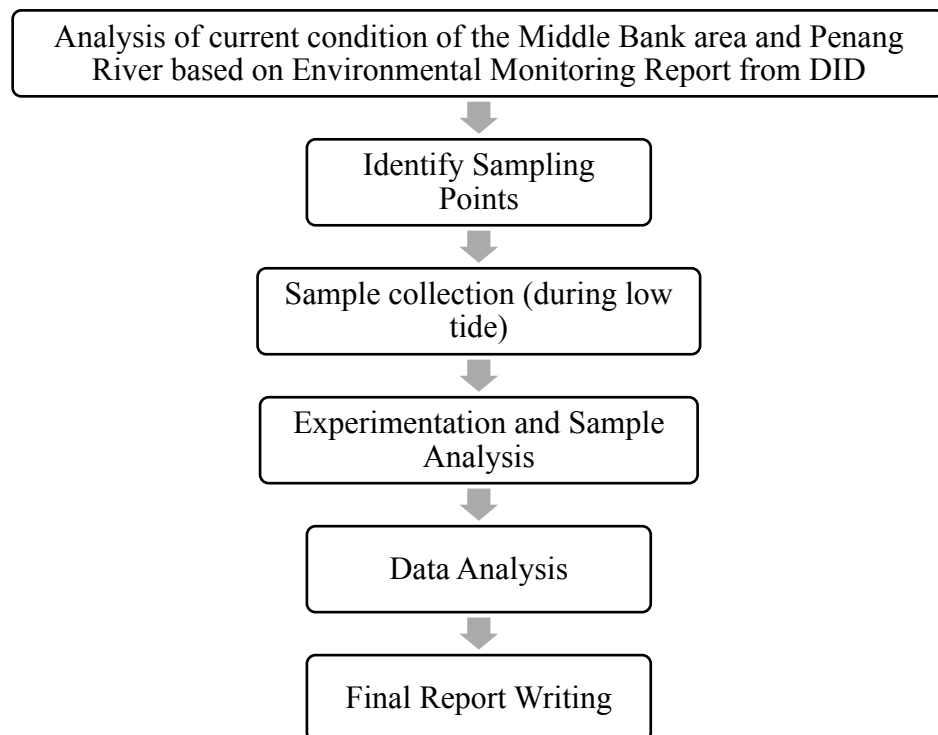 Analysis of current condition of the Middle Bank area and Penang
River based on Environmental Monitoring Report from DID
Identify Sampling
Points
Sample collection (during low
tide)
Experimentation and Sample
Analysis
Data Analysis
Final Report Writing